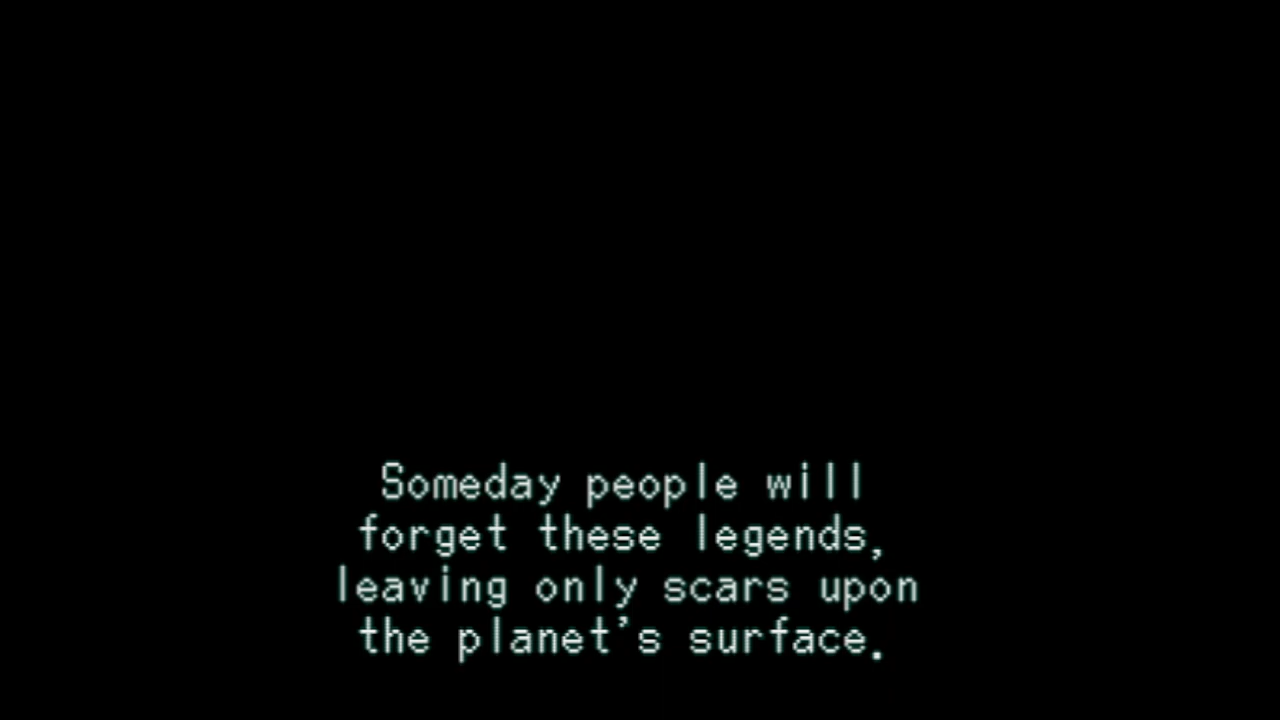 Someday people will
forget these legends,
leaving only scars upon
the planet's surface.